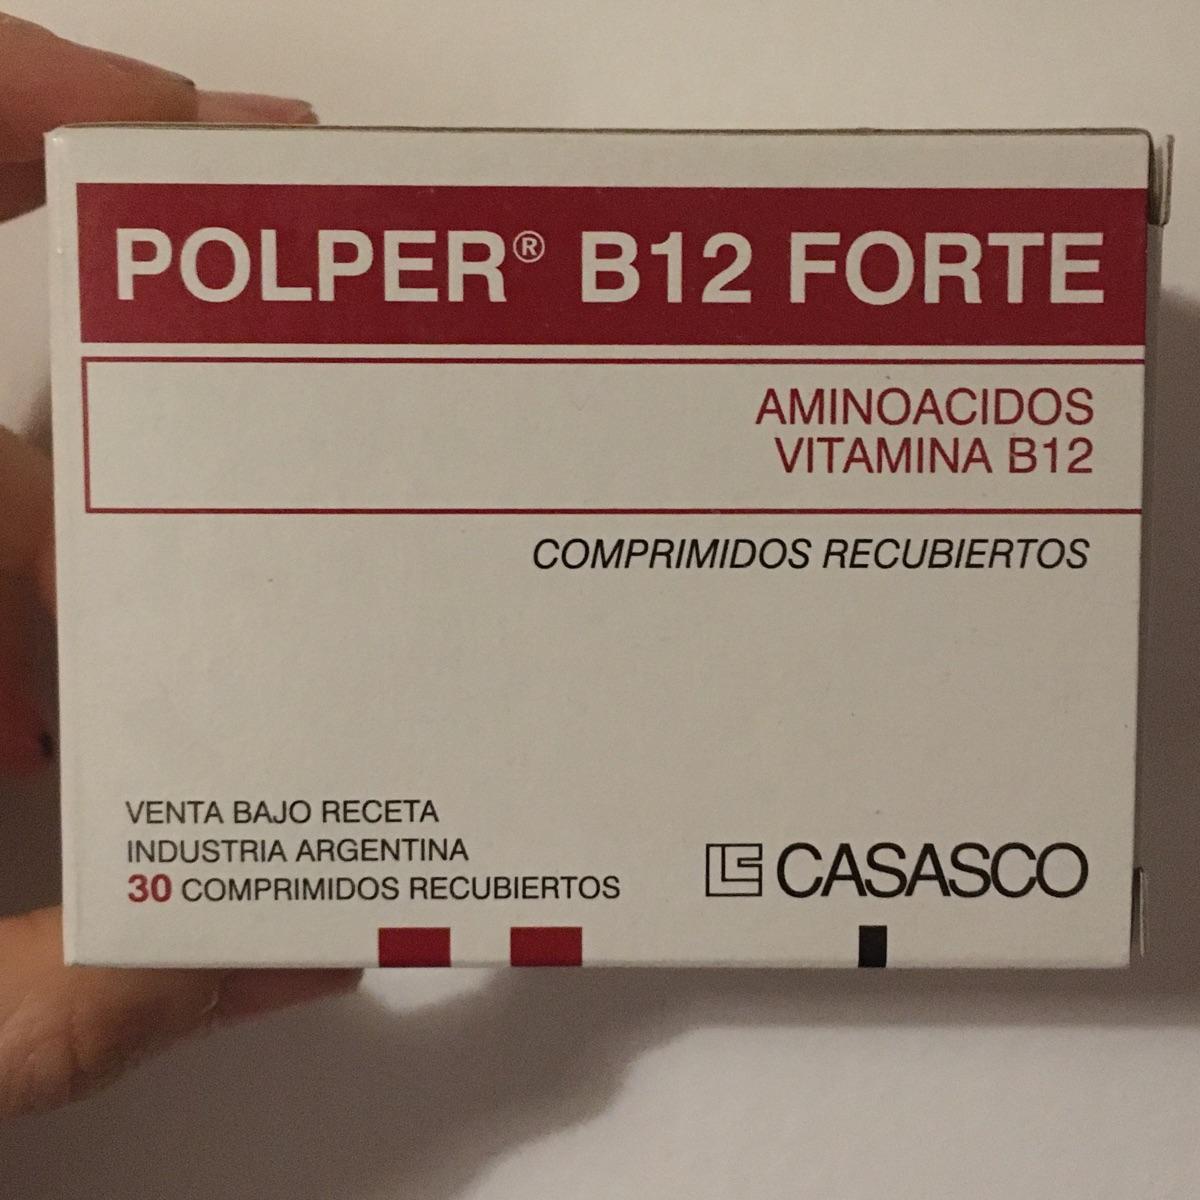 POLPER® B12 FORTE
AMINOACIDOS
VITAMINA B12
COMPRIMIDOS RECUBIERTOS
VENTA BAJO RECETA
INDUSTRIA ARGENTINA
30 COMPRIMIDOS RECUBIERTOS
CASASCO